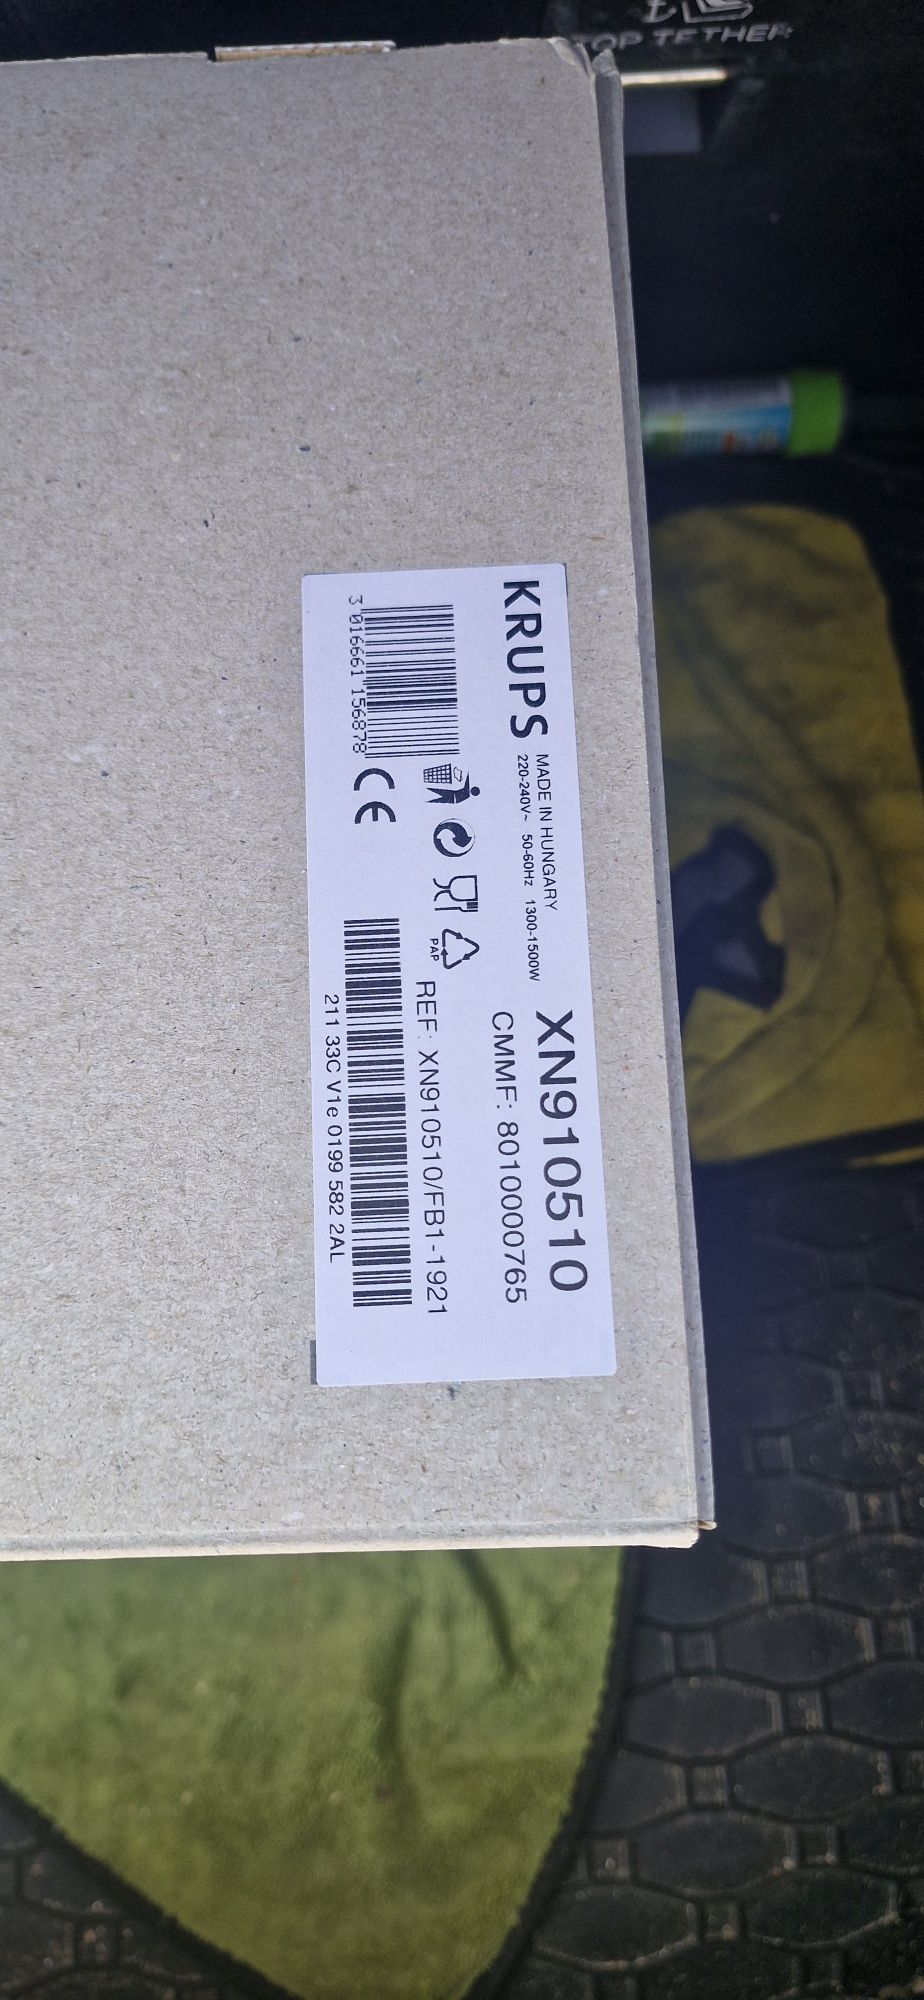 TOP TETHER
KRUPS
MADE IN HUNGARY
220-240V~ 50-60Hz 1300-1500W
XN910510
CMMF: 8010000765
PAP
REF: XN910510/FB1-1921
3 016661 156878
CE
211 33C V1e 0199 582 2AL